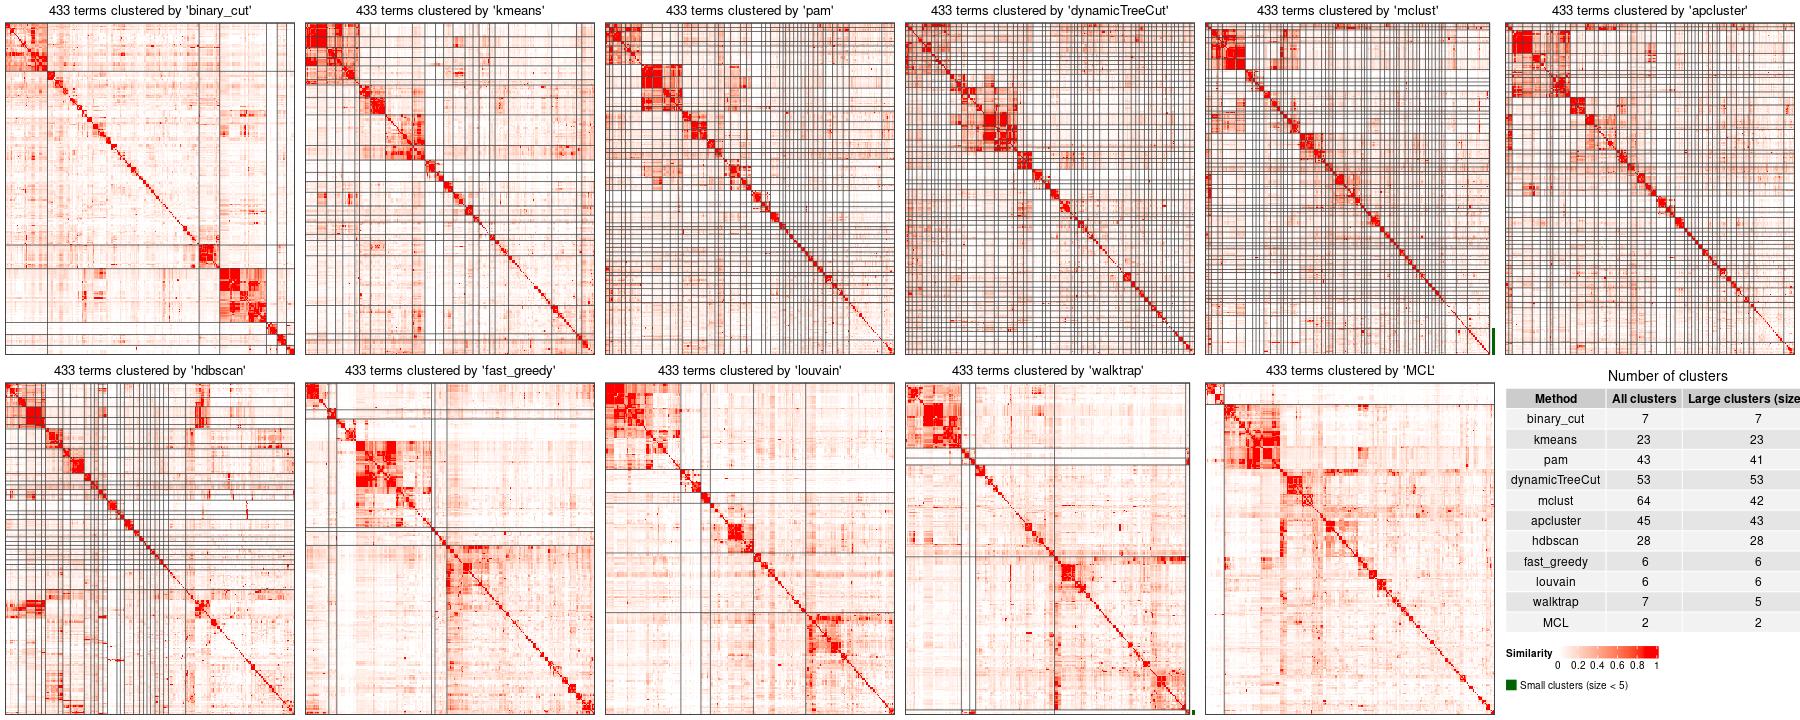 433 terms clustered by 'binary_cut'
433 terms clustered by 'kmeans'
433 terms clustered by 'pam'
433 terms clustered by 'dynamicTreeCut'
433 terms clustered by 'mclust'
433 terms clustered by 'apcluster'
433 terms clustered by 'hdbscan'
433 terms clustered by 'fast_greedy'
433 terms clustered by 'louvain'
433 terms clustered by 'walktrap'
433 terms clustered by 'MCL'
Number of clusters
Method All clusters Large clusters (size
binary_cut 7 7
kmeans 23 23
pam 43 41
dynamicTreeCut 53 53
mclust 64 42
apcluster 45 43
hdbscan 28 28
fast_greedy 6 6
louvain 6 6
walktrap 7 5
MCL 2 2
Similarity
0 0.2 0.4 0.6 0.8 1
Small clusters (size < 5)